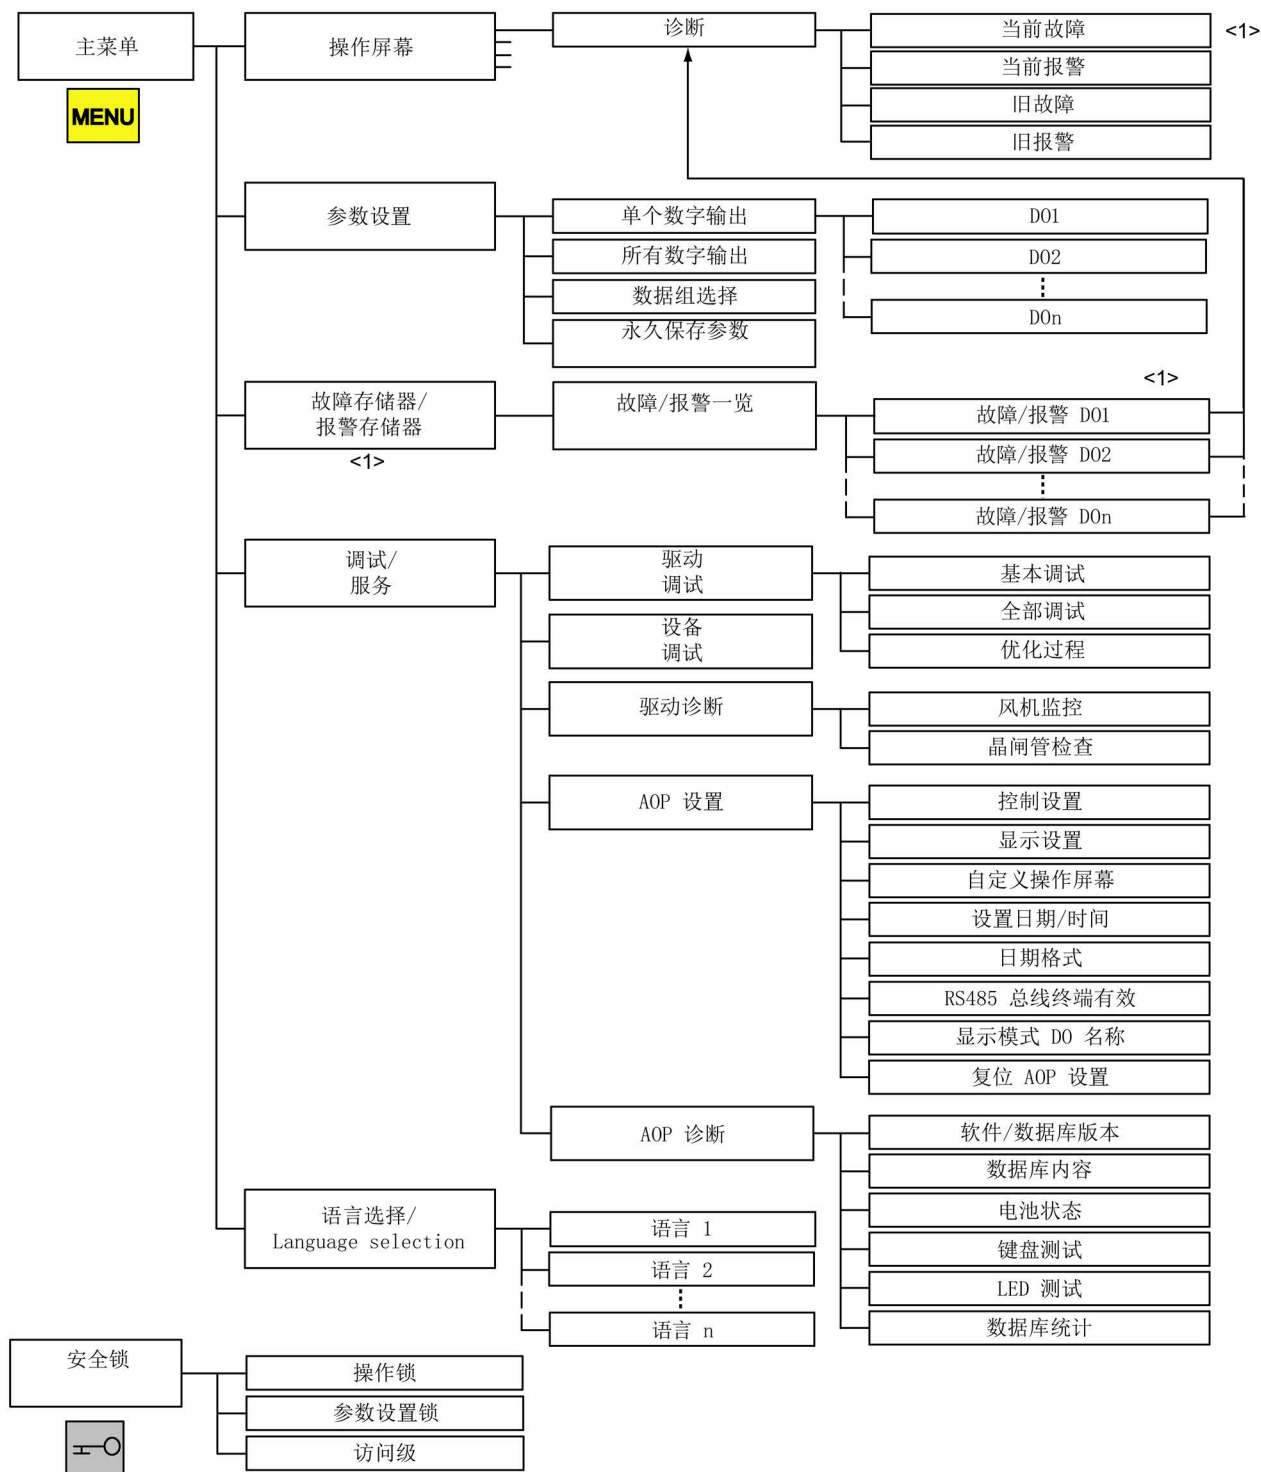 主菜单
MENU
操作屏幕
诊断
当前故障
<1>
当前报警
旧故障
旧报警
参数设置
单个数字输出
DO1
所有数字输出
DO2
数据组选择
永久保存参数
DOn
<1>
故障存储器/
报警存储器
<1>
故障/报警一览
故障/报警 DO1
故障/报警 DO2
故障/报警 DOn
调试/
服务
驱动
调试
基本调试
全部调试
优化过程
设备
调试
驱动诊断
风机监控
晶闸管检查
AOP 设置
控制设置
显示设置
自定义操作屏幕
设置日期/时间
日期格式
RS485 总线终端有效
显示模式 DO 名称
复位 AOP 设置
AOP 诊断
软件/数据库版本
数据库内容
电池状态
键盘测试
LED 测试
数据库统计
语言选择/
Language selection
语言 1
语言 2
语言 n
安全锁
操作锁
参数设置锁
访问级